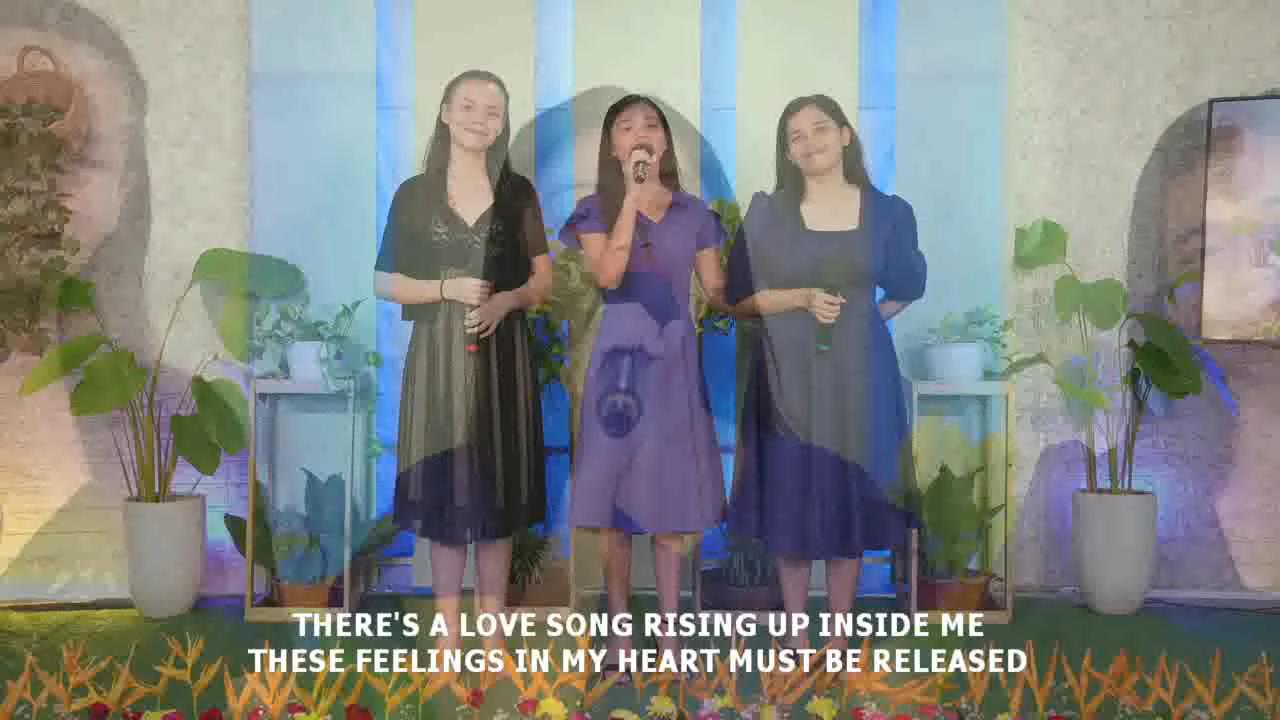 THERE'S A LOVE SONG RISING UP INSIDE ME
THESE FEELINGS IN MY HEART MUST BE RELEASED